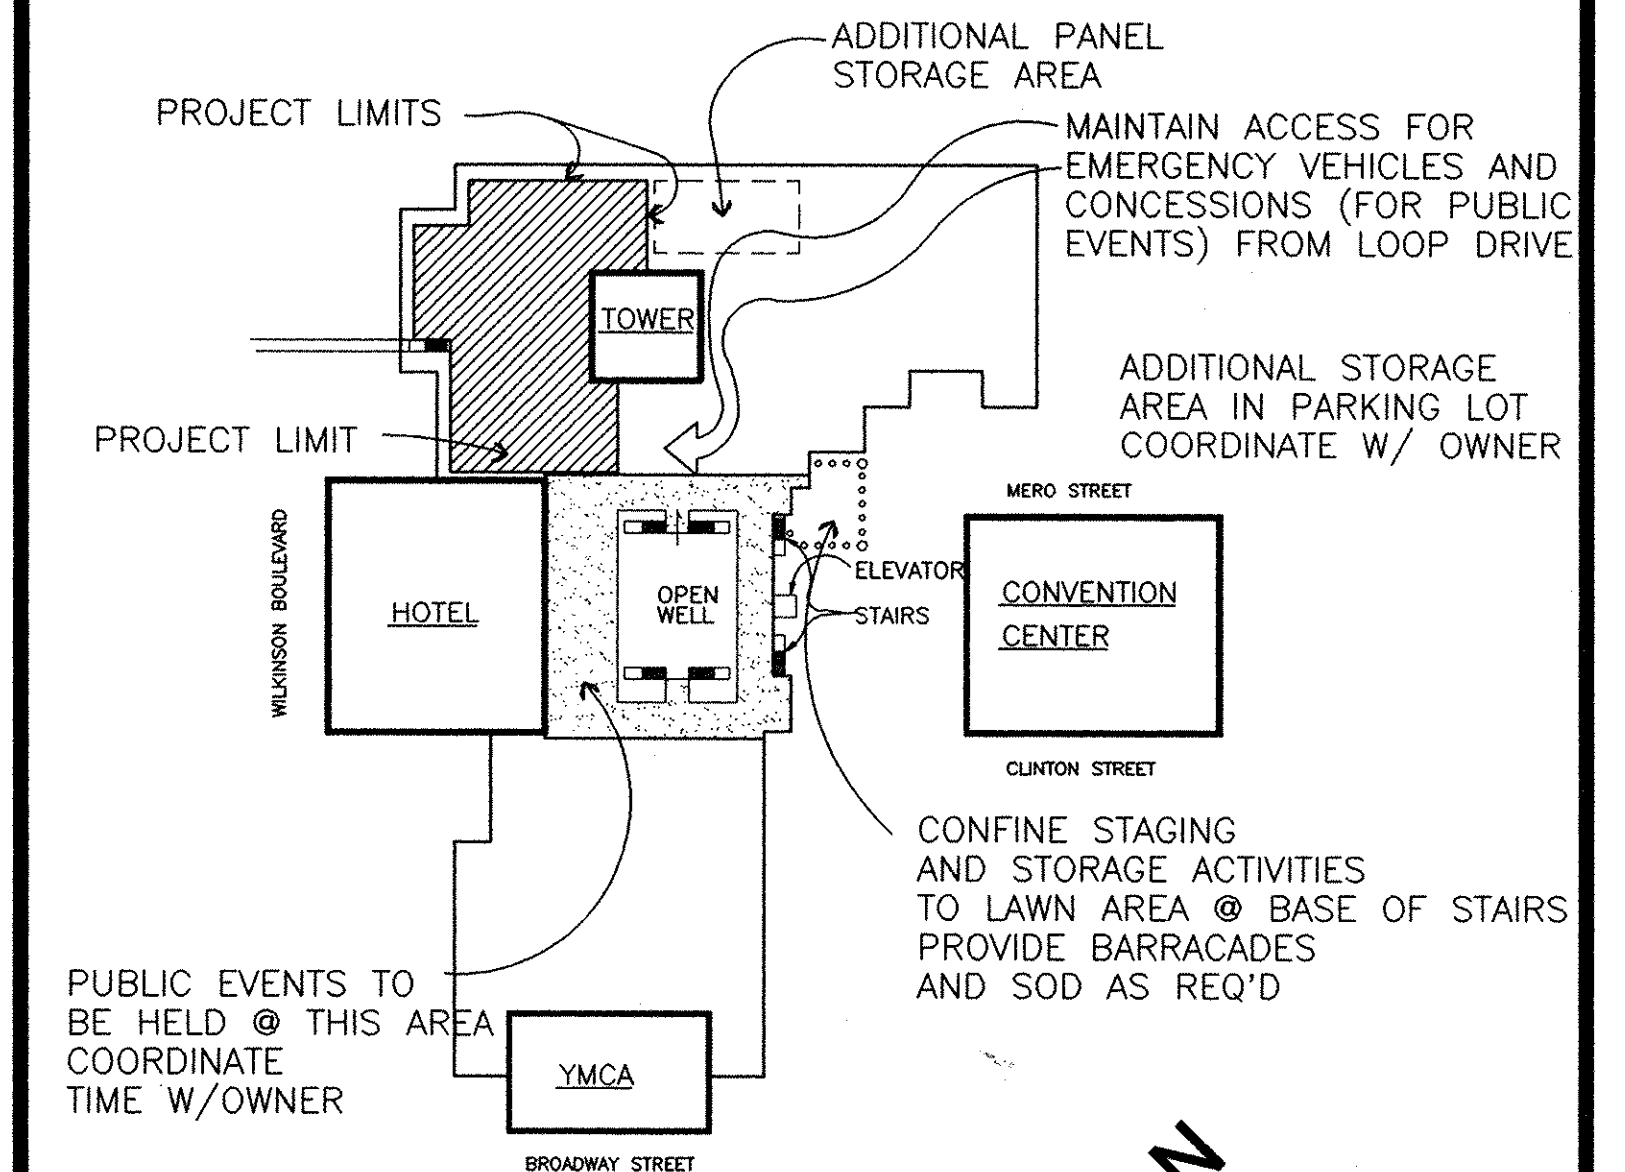 ADDITIONAL PANEL
STORAGE AREA
PROJECT LIMITS
MAINTAIN ACCESS FOR
EMERGENCY VEHICLES AND
CONCESSIONS (FOR PUBLIC
EVENTS) FROM LOOP DRIVE
TOWER
ADDITIONAL STORAGE
AREA IN PARKING LOT
COORDINATE W/ OWNER
PROJECT LIMIT
MERO STREET
WILKINSON BOULEVARD
HOTEL
OPEN
WELL
ELEVATOR
STAIRS
CONVENTION
CENTER
CLINTON STREET
CONFINE STAGING
AND STORAGE ACTIVITIES
TO LAWN AREA @ BASE OF STAIRS
PROVIDE BARRACADES
AND SOD AS REQ'D
PUBLIC EVENTS TO
BE HELD @ THIS AREA
COORDINATE
TIME W/OWNER
YMCA
BROADWAY STREET
N